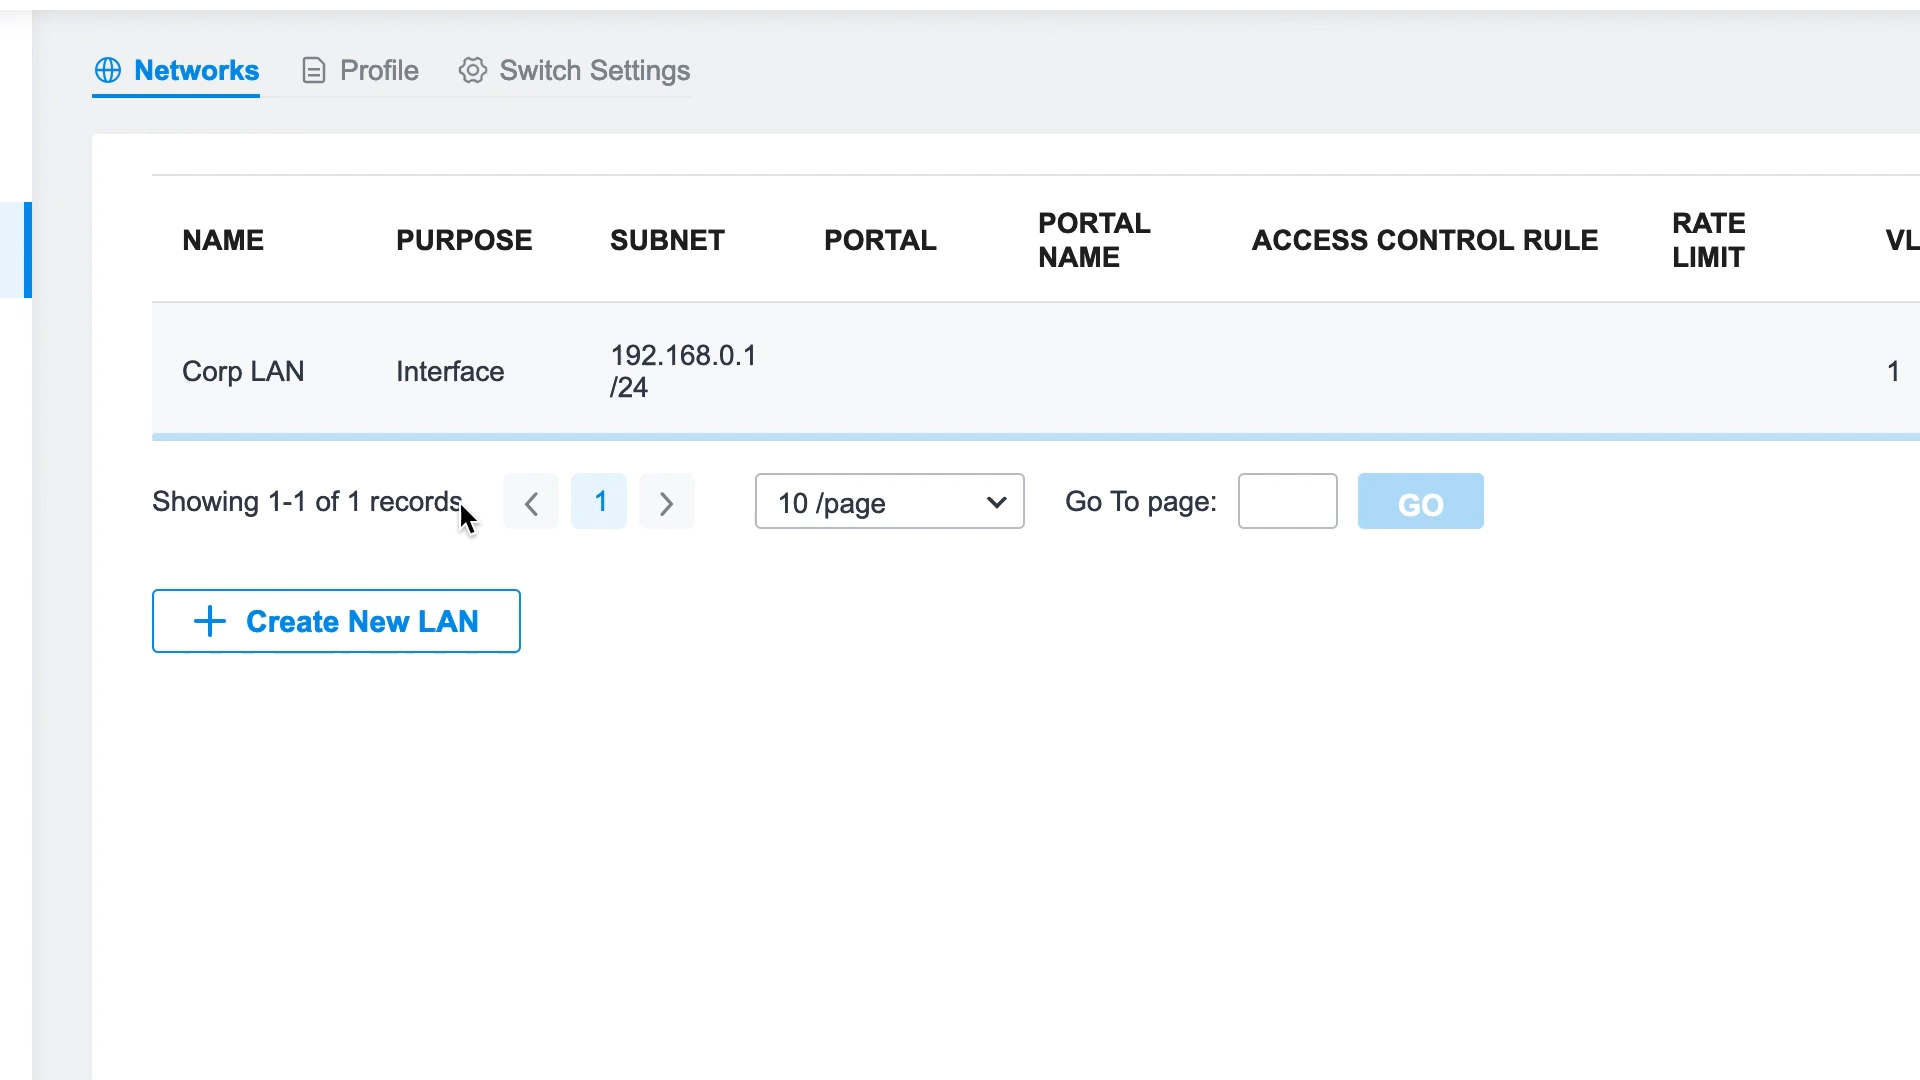 Networks Profile Switch Settings
NAME PURPOSE SUBNET PORTAL PORTAL NAME ACCESS CONTROL RULE RATE LIMIT VL
Corp LAN Interface 192.168.0.1 /24 1
Showing 1-1 of 1 records 1 10 /page Go To page: GO
Create New LAN